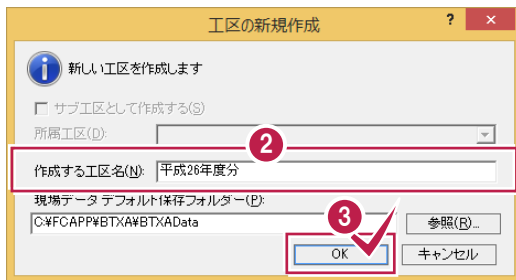 工区の新規作成 ? ×
新しい工区を作成します
サブ工区として作成する(S)
所属工区(D):
2
作成する工区名(N): 平成26年度分
現場データ デフォルト保存フォルダー(P):
3
C:¥FCAPP¥BTXA¥BTXAData 参照(R)...
OK キャンセル